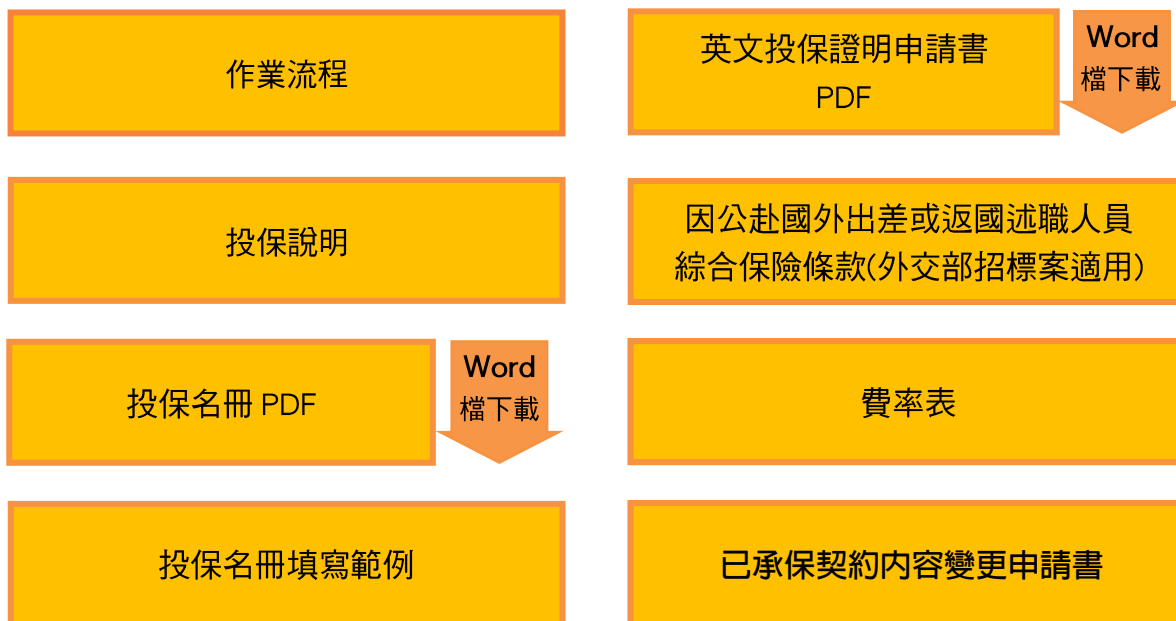 作業流程
英文投保證明申請書
PDF
Word
檔下載
投保說明
因公赴國外出差或返國述職人員
綜合保險條款(外交部招標案適用)
投保名冊 PDF
Word
檔下載
費率表
投保名冊填寫範例
已承保契約內容變更申請書